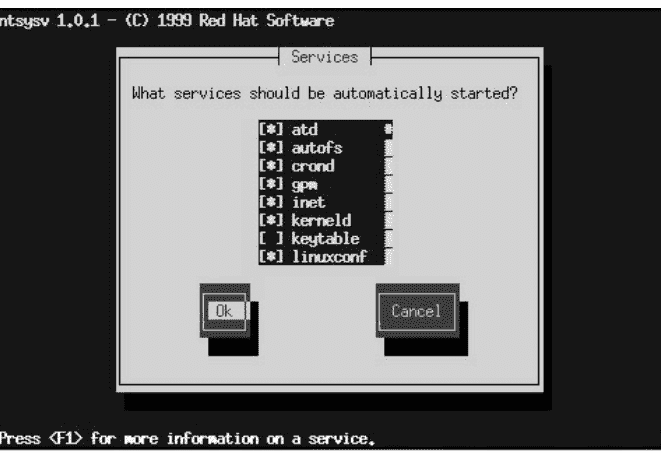 ntsysv 1.0.1 - (C) 1999 Red Hat Software
Services
What services should be automatically started?
[*] atd #
[*] autofs
[*] crond
[*] gpm
[*] inet
[*] kerneld
[ ] keytable
[*] linuxconf
Ok Cancel
Press <F1> for more information on a service.